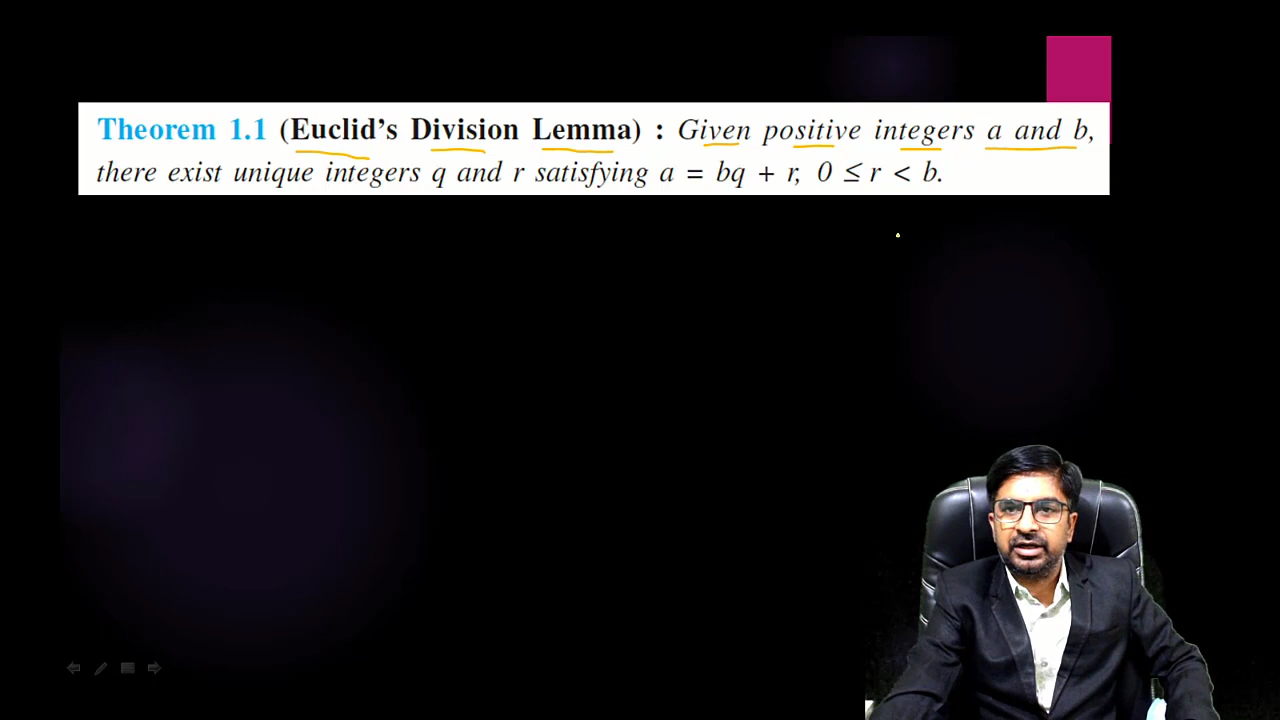 Theorem 1.1 (Euclid's Division Lemma) : Given positive integers a and b,
there exist unique integers q and r satisfying a = bq + r, 0 ≤ r < b.